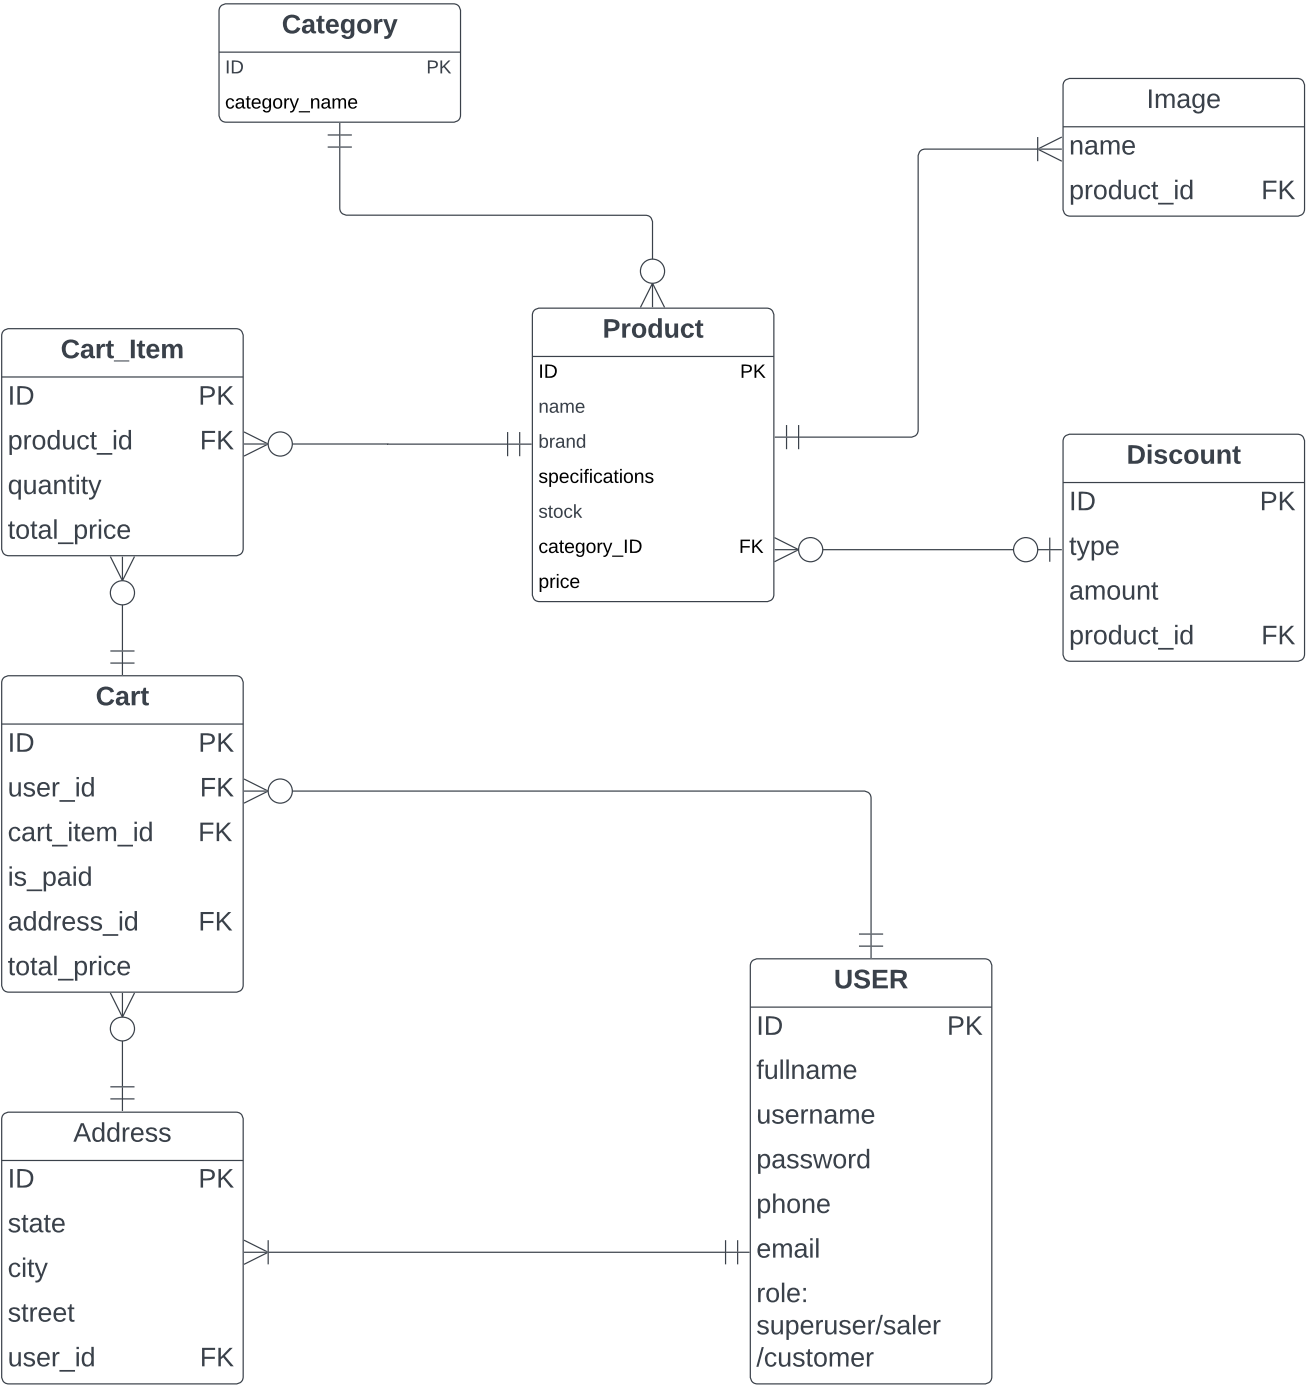 Category
ID PK
category_name
Image
name
product_id FK
Cart_Item
ID PK
product_id FK
quantity
total_price
Product
ID PK
name
brand
specifications
stock
category_ID FK
price
Discount
ID PK
type
amount
product_id FK
Cart
ID PK
user_id FK
cart_item_id FK
is_paid
address_id FK
total_price
USER
ID PK
fullname
username
password
phone
email
role:
superuser/saler
/customer
Address
ID PK
state
city
street
user_id FK